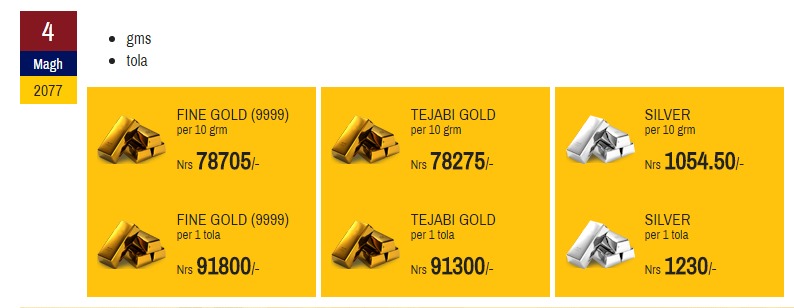 4
Magh
2077
gms
tola
FINE GOLD (9999)
per 10 grm
Nrs 78705/-
TEJABI GOLD
per 10 grm
Nrs 78275/-
SILVER
per 10 grm
Nrs 1054.50/-
FINE GOLD (9999)
per 1 tola
Nrs 91800/-
TEJABI GOLD
per 1 tola
Nrs 91300/-
SILVER
per 1 tola
Nrs 1230/-